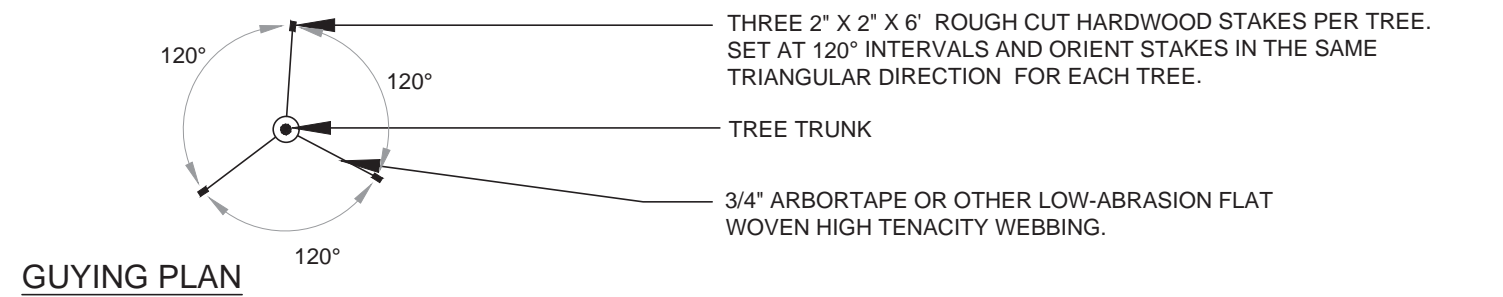 THREE 2" X 2" X 6' ROUGH CUT HARDWOOD STAKES PER TREE.
SET AT 120° INTERVALS AND ORIENT STAKES IN THE SAME
TRIANGULAR DIRECTION FOR EACH TREE.
120°
120°
TREE TRUNK
3/4" ARBORTAPE OR OTHER LOW-ABRASION FLAT
WOVEN HIGH TENACITY WEBBING.
120°
GUYING PLAN